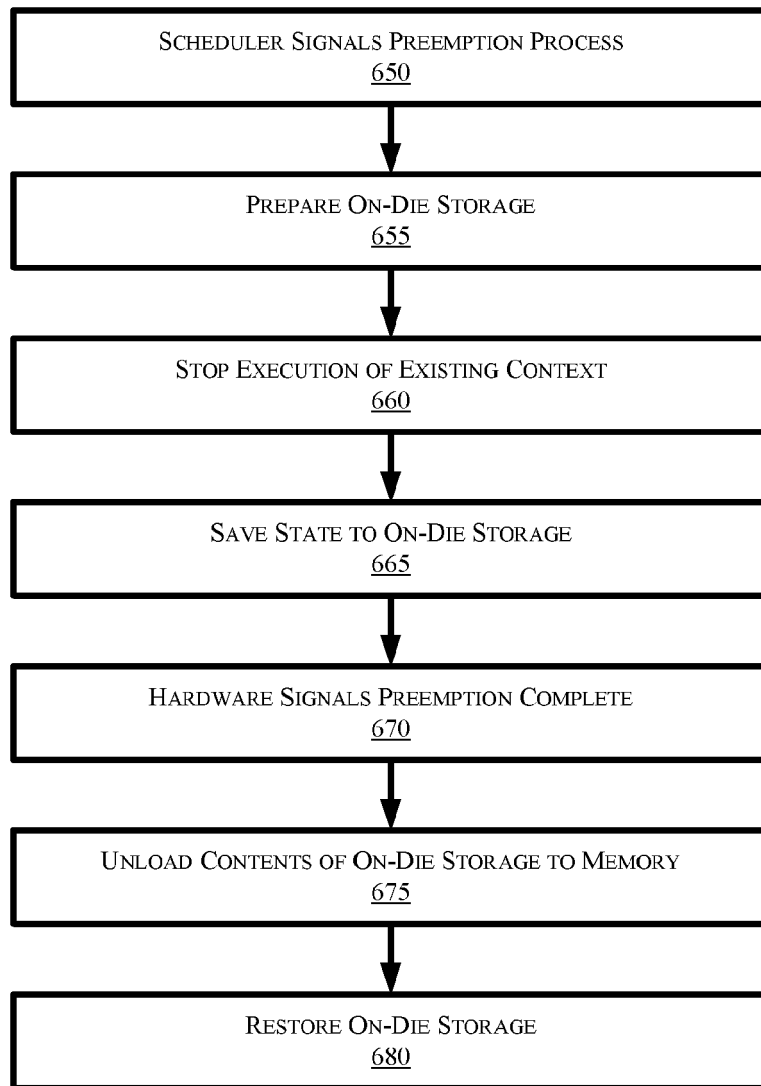 SCHEDULER SIGNALS PREEMPTION PROCESS
650
PREPARE ON-DIE STORAGE
655
STOP EXECUTION OF EXISTING CONTEXT
660
SAVE STATE TO ON-DIE STORAGE
665
HARDWARE SIGNALS PREEMPTION COMPLETE
670
UNLOAD CONTENTS OF ON-DIE STORAGE TO MEMORY
675
RESTORE ON-DIE STORAGE
680